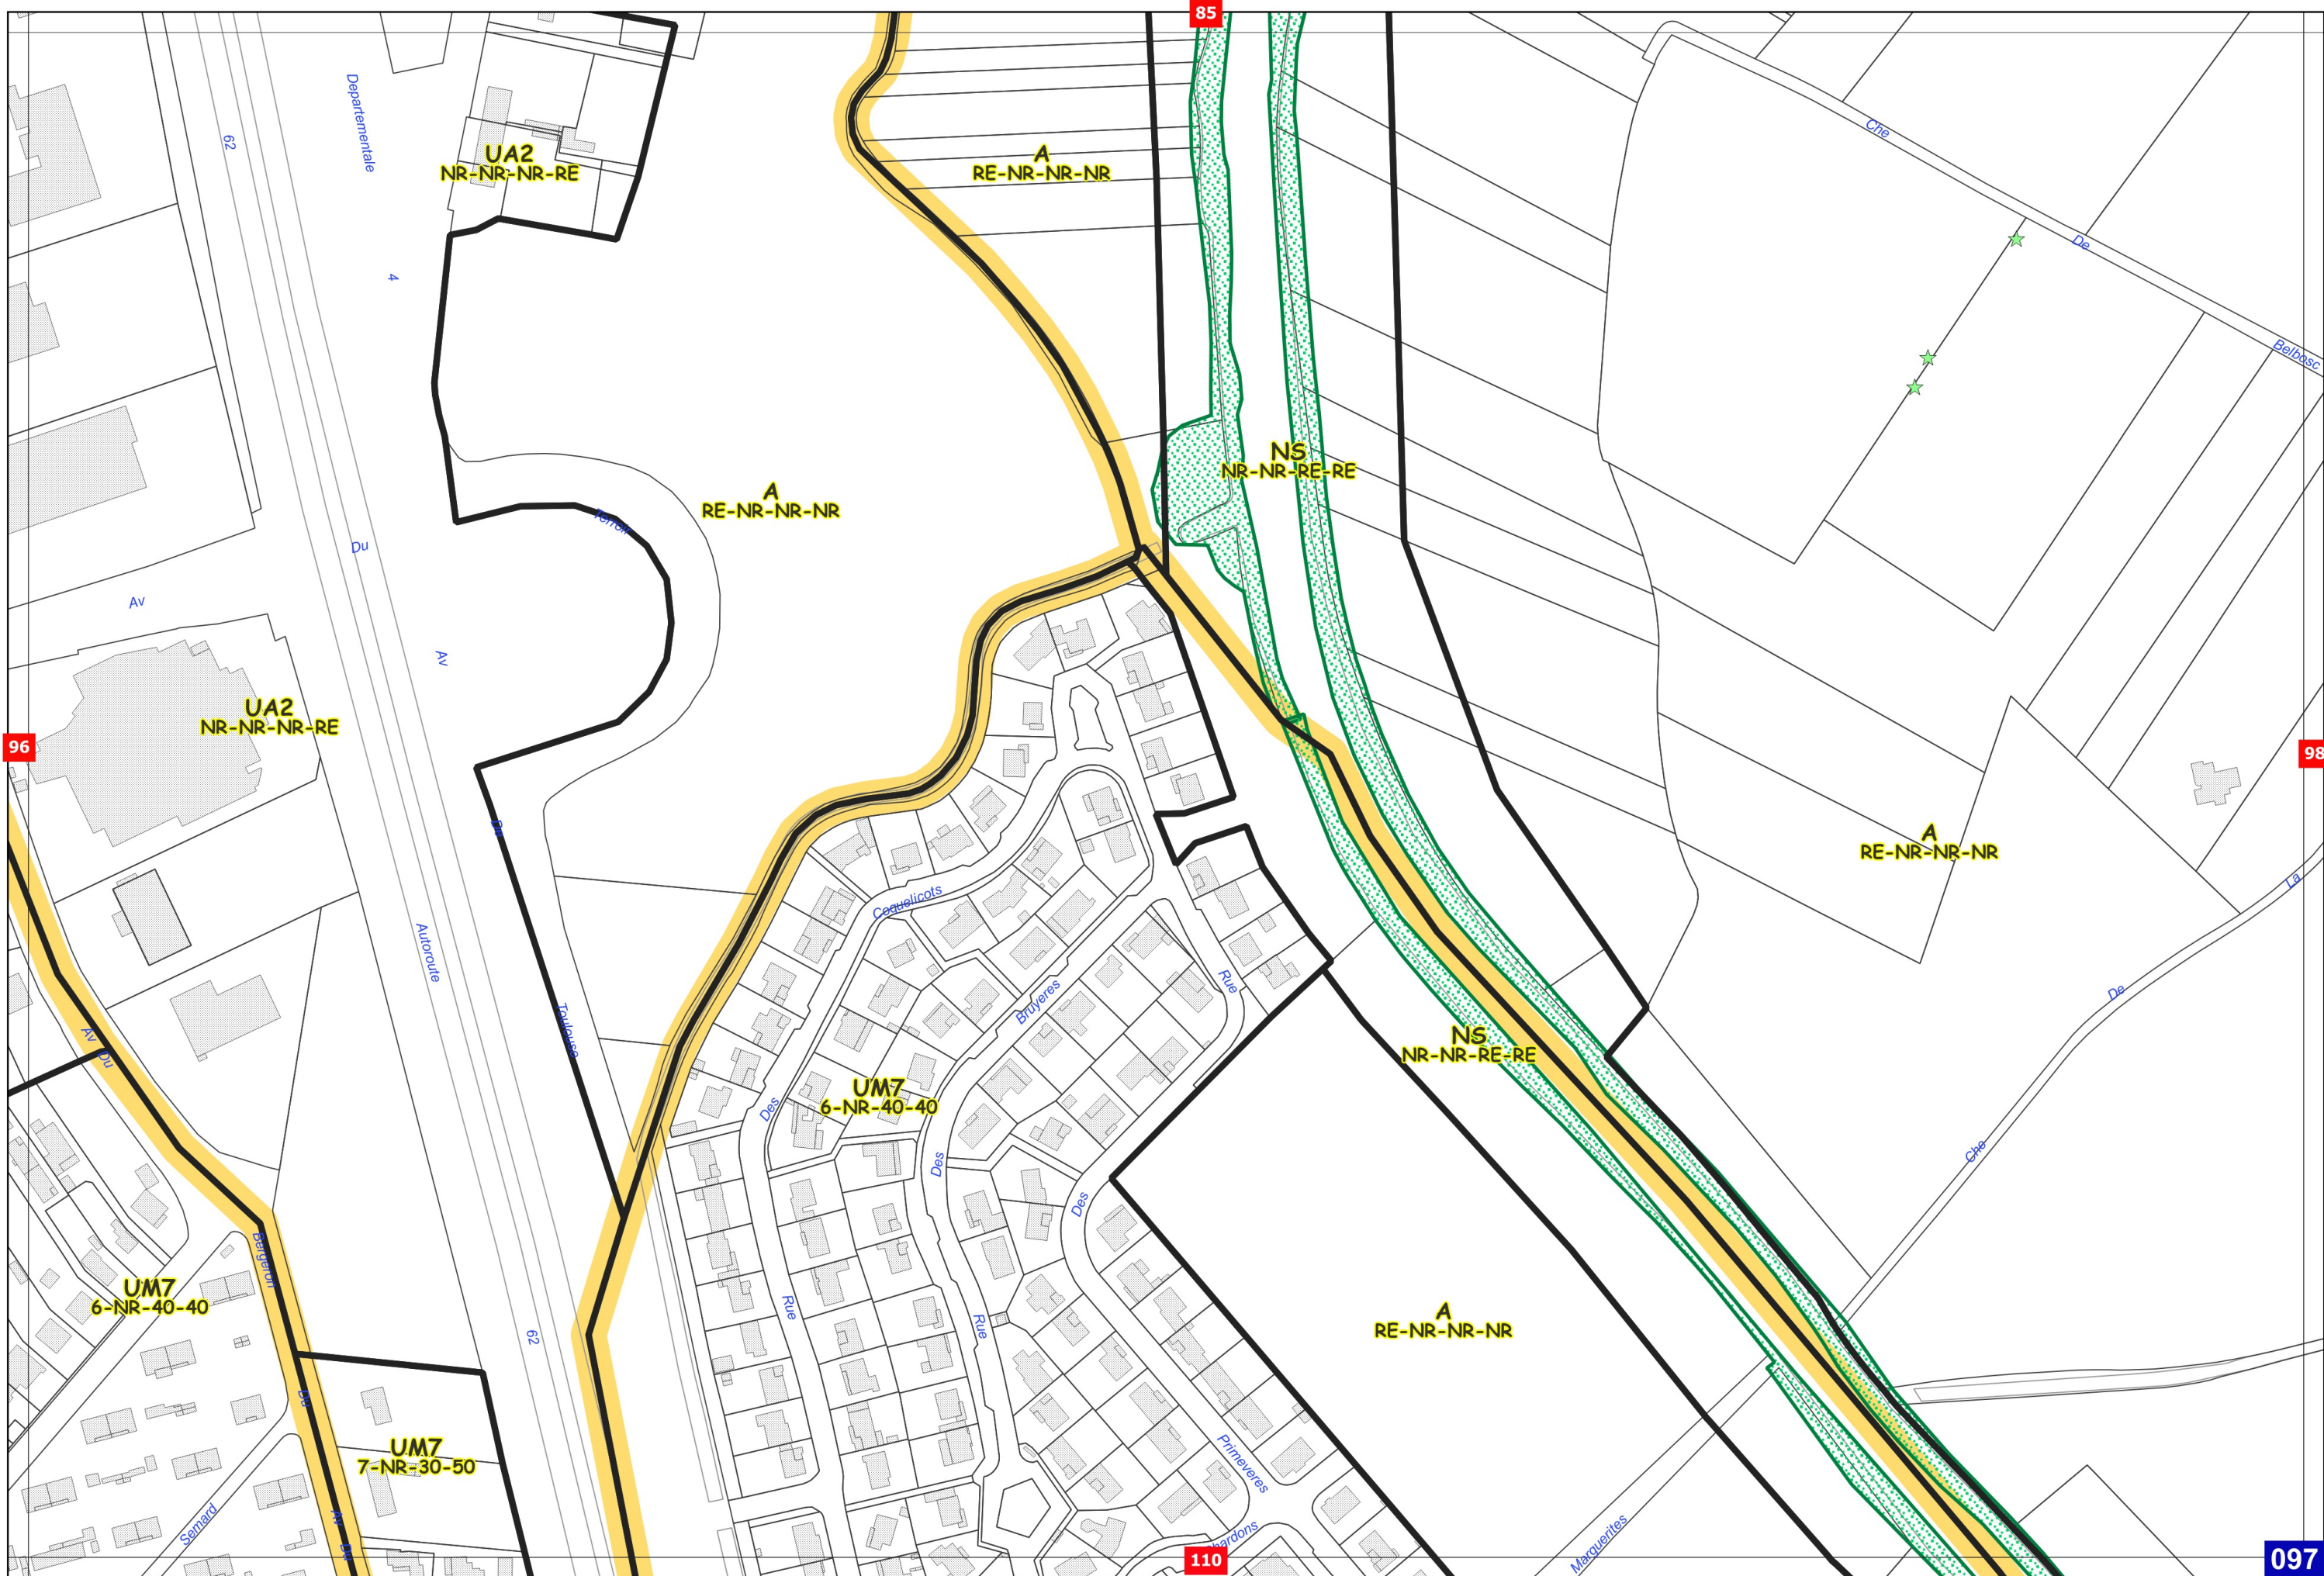 85
62
Departementale
4
UA2
NR-NR-NR-RE
A
RE-NR-NR-NR
Che
De
Belbosc
NS
NR-NR-RE-RE
A
RE-NR-NR-NR
Terroir
Du
Av
Av
96
UA2
NR-NR-NR-RE
98
A
RE-NR-NR-NR
La
De
Che
De
Coquelicots
Autoroute
Rue
Bruyeres
Toulouse
Av
Du
NS
NR-NR-RE-RE
UM7
6-NR-40-40
Des
Des
Des
Bergeron
UM7
6-NR-40-40
Rue
Rue
62
A
RE-NR-NR-NR
Du
UM7
7-NR-30-50
Primeveres
Semard
Av
Du
Marguerites
110
097